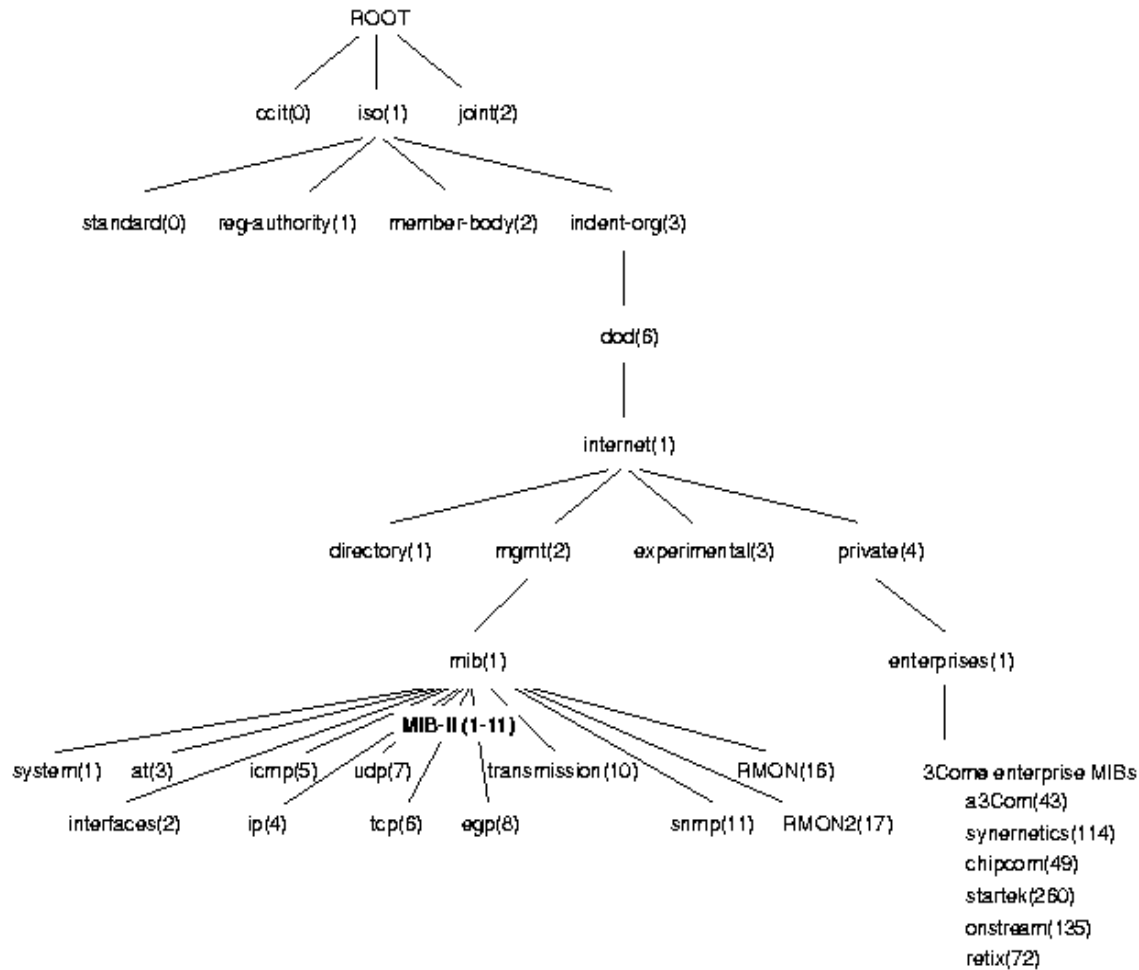 ROOT
ccit(0) iso(1) joint(2)
standard(0) reg-authority(1) member-body(2) indent-org(3)
dod(6)
internet(1)
directory(1) mgmt(2) experimental(3) private(4)
mib(1) enterprises(1)
MIB-II (1-11)
system(1) at(3) icmp(5) udp(7) transmission(10) RMON(16)
interfaces(2) ip(4) tcp(6) egp(8) snmp(11) RMON2(17)
3Coms enterprise MIBs
a3Com(43)
synernetics(114)
chipcom(49)
startek(260)
onstream(135)
retix(72)